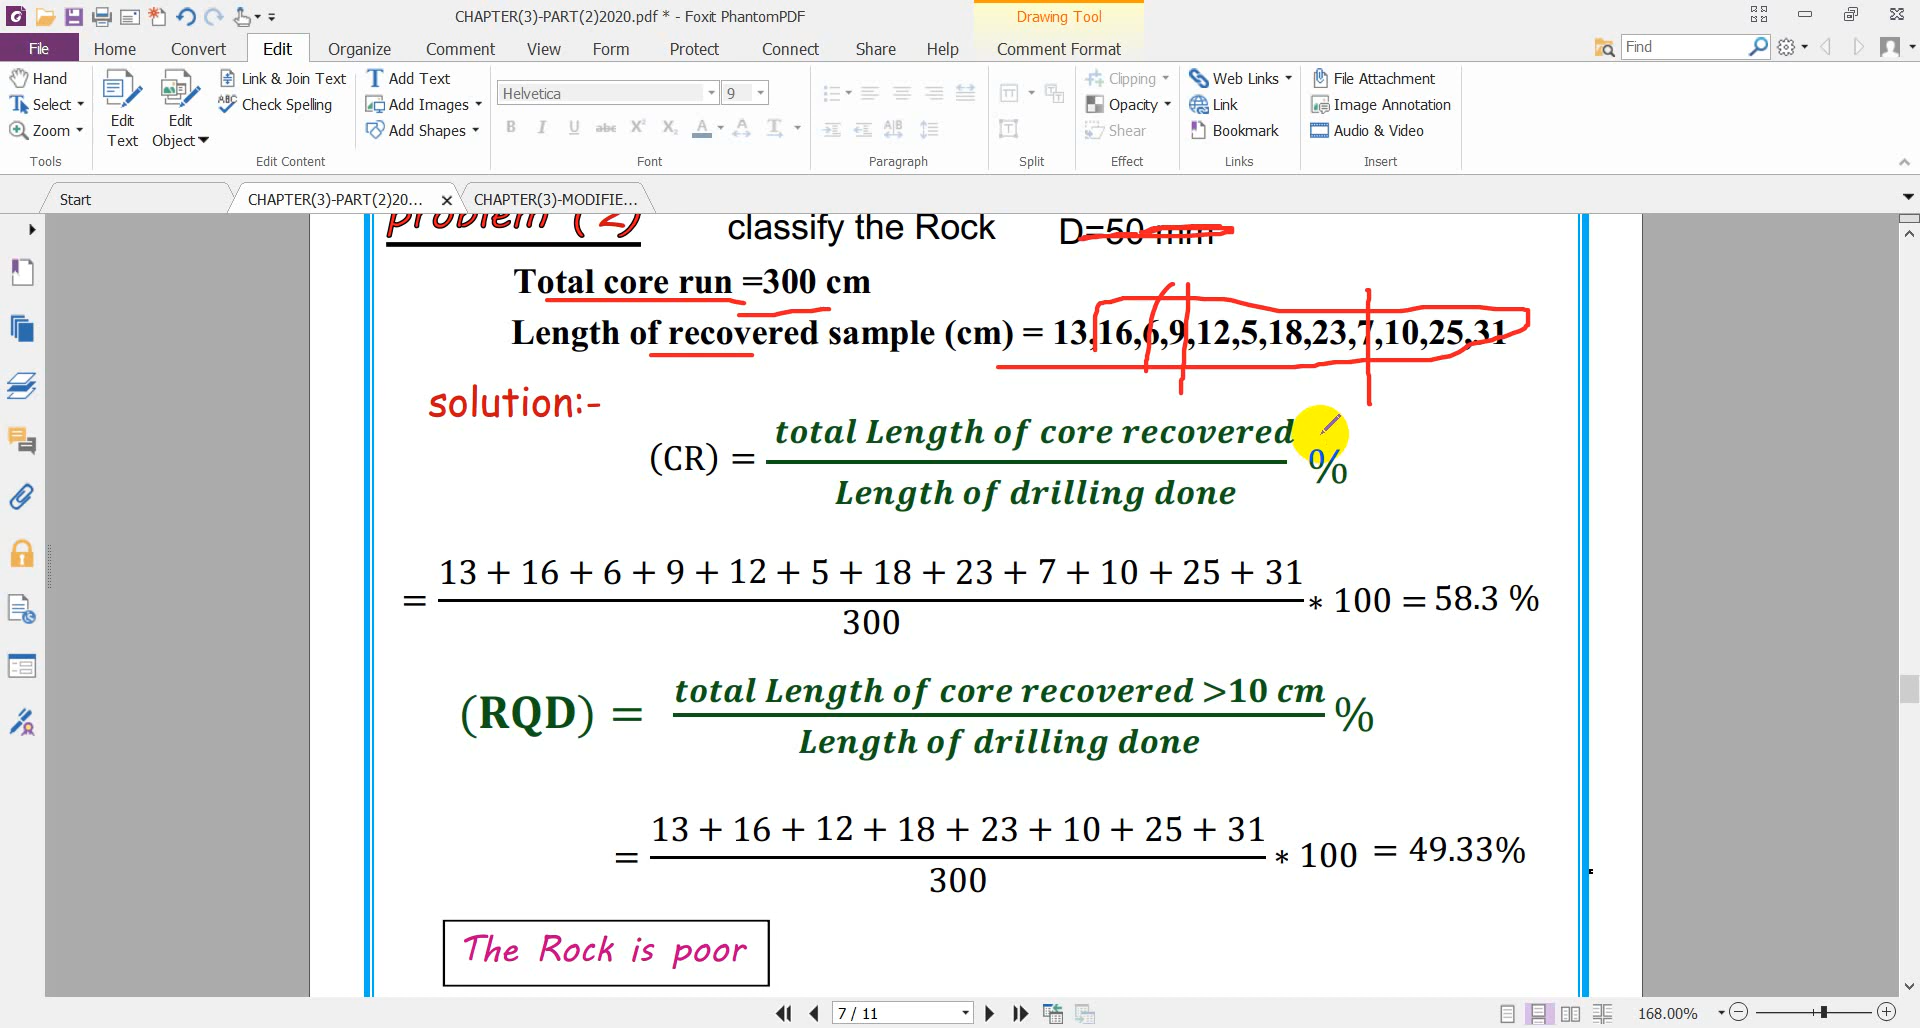 CHAPTER(3)-PART(2)2020.pdf * - Foxit PhantomPDF
Drawing Tool
File Home Convert Edit Organize Comment View Form Protect Connect Share Help Comment Format
Find
Hand
Select
Zoom
Tools
Edit Text
Edit Object
Link & Join Text
Check Spelling
Edit Content
Add Text
Add Images
Add Shapes
Helvetica 9
B I U abc X² X₂ A A T
Font
A|B
Paragraph
Split
Clipping
Opacity
Shear
Effect
Web Links
Link
Bookmark
Links
File Attachment
Image Annotation
Audio & Video
Insert
Start
CHAPTER(3)-PART(2)20...
CHAPTER(3)-MODIFIE...
problem (2) classify the Rock D=50 mm
Total core run =300 cm
Length of recovered sample (cm) = 13,16,6,9,12,5,18,23,7,10,25,31
solution:-
(CR) = total Length of core recovered
Length of drilling done %
= 13 + 16 + 6 + 9 + 12 + 5 + 18 + 23 + 7 + 10 + 25 + 31
300 * 100 = 58.3 %
(RQD) = total Length of core recovered >10 cm
Length of drilling done %
= 13 + 16 + 12 + 18 + 23 + 10 + 25 + 31
300 * 100 = 49.33%
The Rock is poor
7 / 11
168.00%